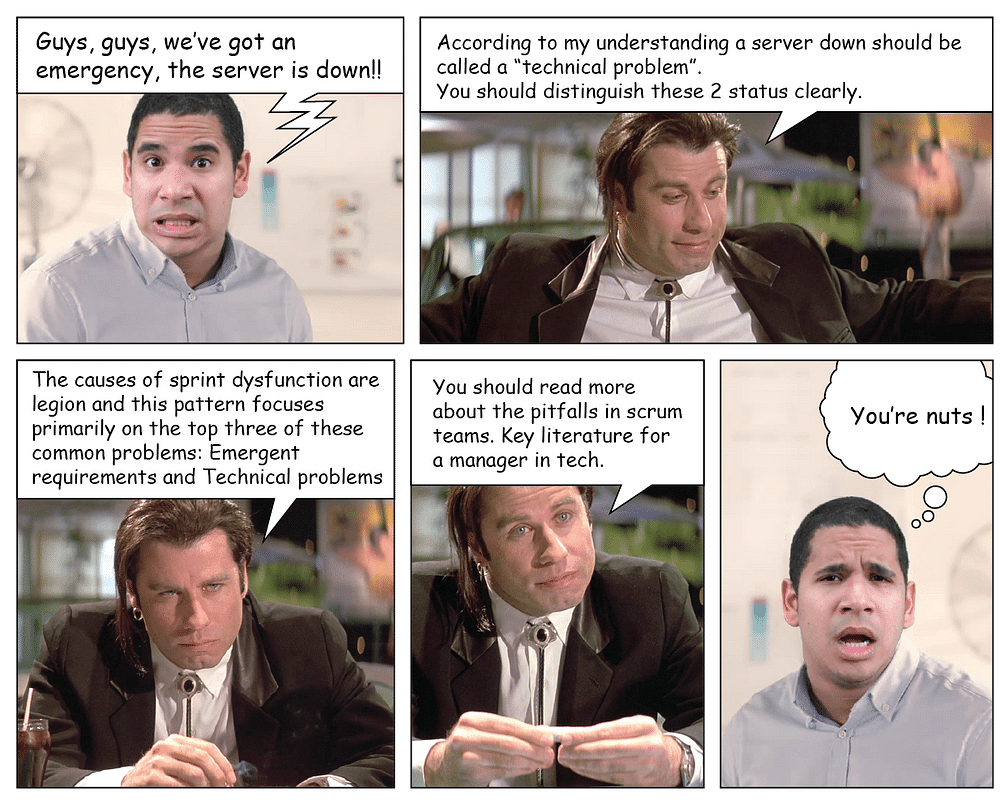 Guys, guys, we've got an
emergency, the server is down!!
According to my understanding a server down should be
called a “technical problem”.
You should distinguish these 2 status clearly.
The causes of sprint dysfunction are
legion and this pattern focuses
primarily on the top three of these
common problems: Emergent
requirements and Technical problems
You should read more
about the pitfalls in scrum
teams. Key literature for
a manager in tech.
You're nuts !